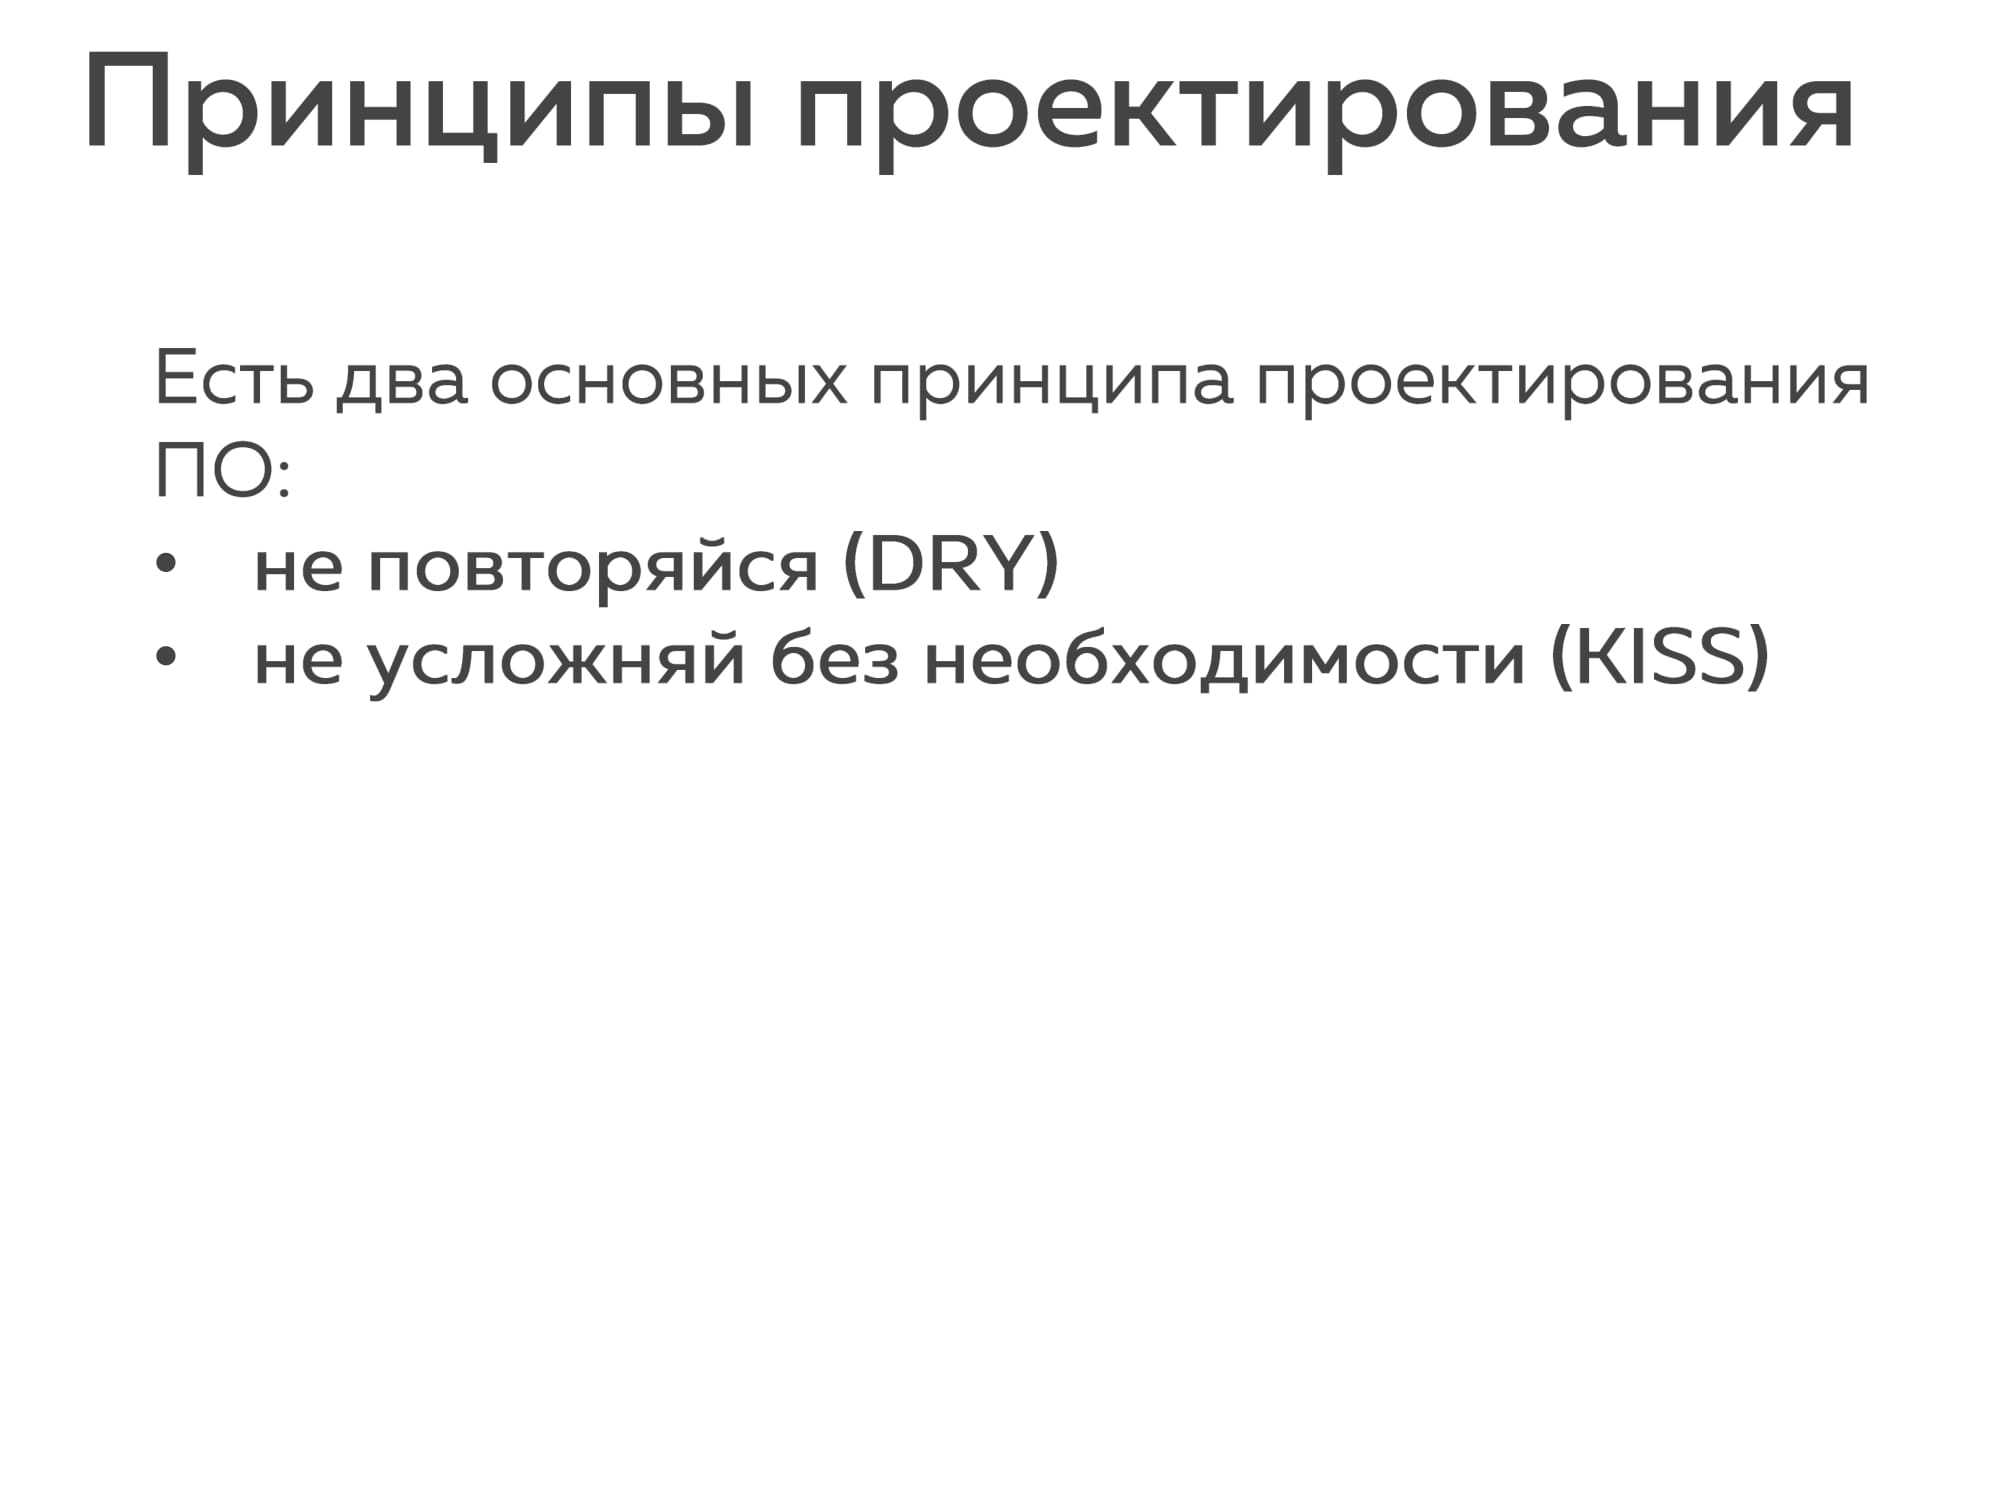 Принципы проектирования
Есть два основных принципа проектирования
ПО:
• не повторяйся (DRY)
• не усложняй без необходимости (KISS)